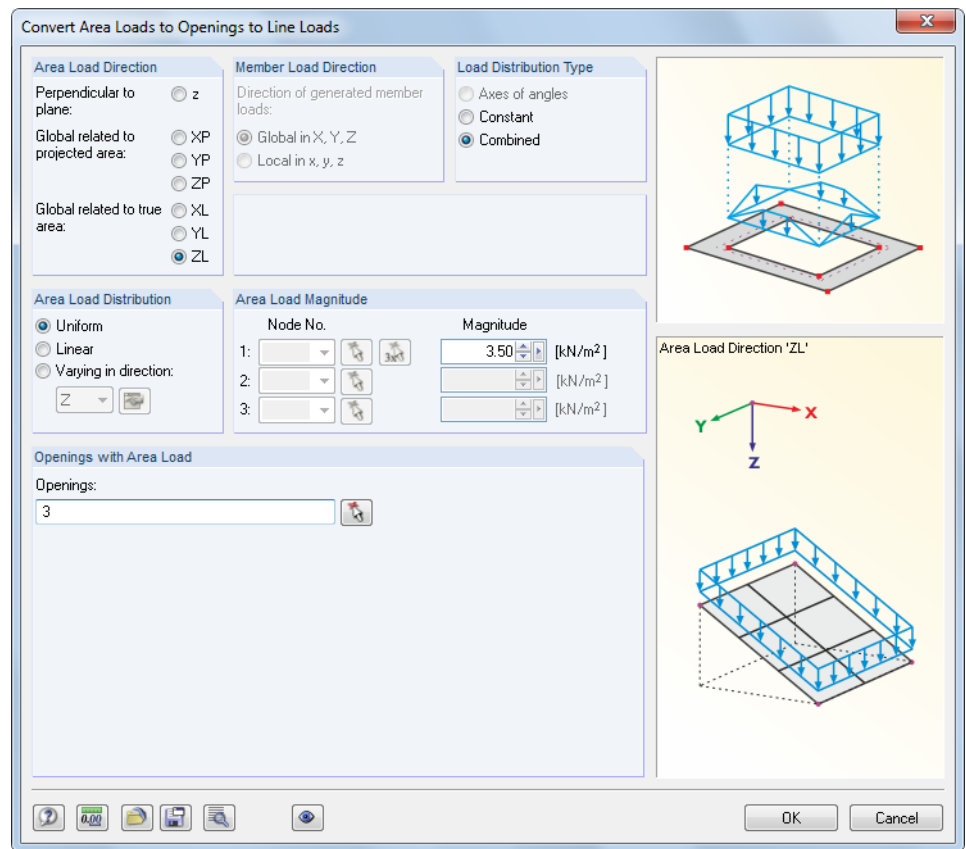 Convert Area Loads to Openings to Line Loads
Area Load Direction
Perpendicular to
plane:
z
Global related to
projected area:
XP
YP
ZP
Global related to true
area:
XL
YL
ZL
Member Load Direction
Direction of generated member
loads:
Global in X, Y, Z
Local in x, y, z
Load Distribution Type
Axes of angles
Constant
Combined
Area Load Distribution
Uniform
Linear
Varying in direction:
Z
Area Load Magnitude
Node No.
Magnitude
1:
3x
3.50
[kN/m²]
2:
[kN/m²]
3:
[kN/m²]
Area Load Direction 'ZL'
Y
X
Z
Openings with Area Load
Openings:
3
0.00
OK
Cancel